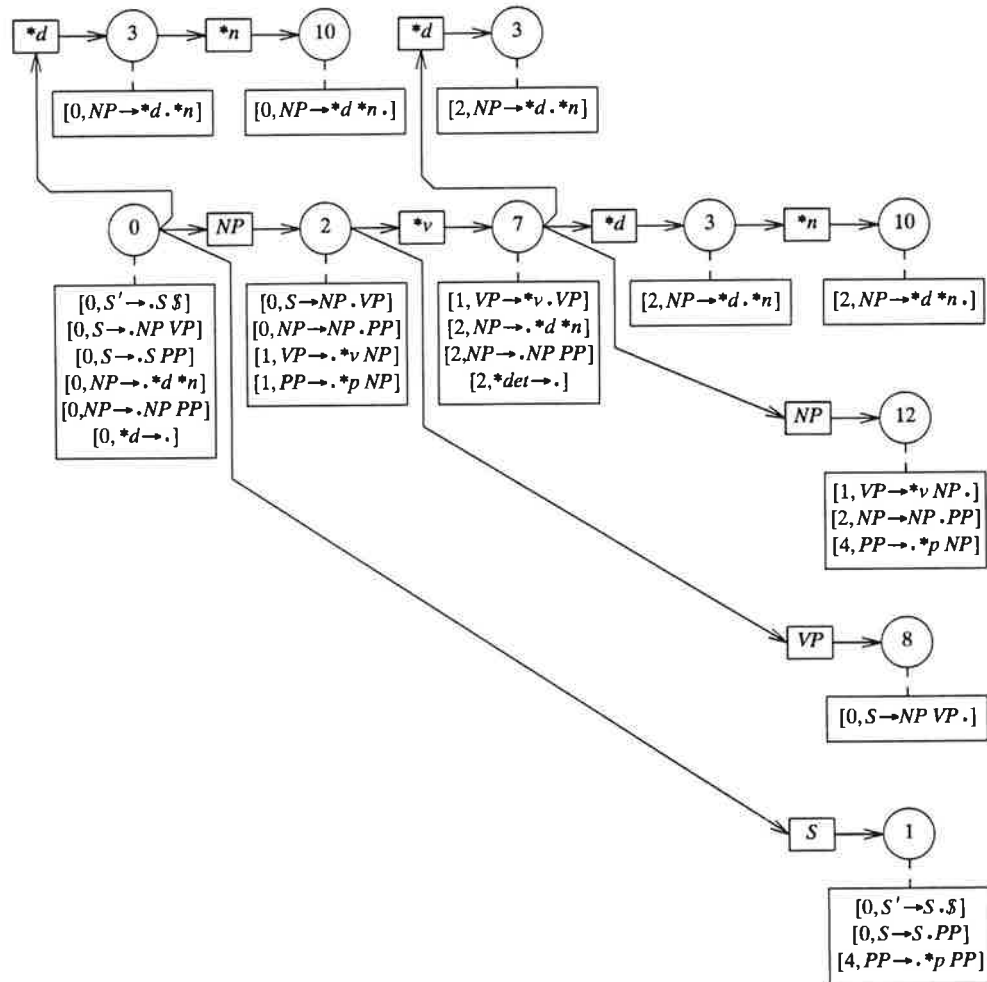 *d 3 *n 10 *d 3
[0, NP→*d . *n] [0, NP→*d *n .] [2, NP→*d . *n]
0 NP 2 *v 7 *d 3 *n 10
[0, S′→. S $]
[0, S→. NP VP]
[0, S→. S PP]
[0, NP→. *d *n]
[0, NP→. NP PP]
[0, *d→.]
[0, S→NP . VP]
[0, NP→NP . PP]
[1, VP→. *v NP]
[1, PP→. *p NP]
[1, VP→*v . VP]
[2, NP→. *d *n]
[2, NP→. NP PP]
[2, *det→.]
[2, NP→*d . *n]
[2, NP→*d *n .]
NP 12
[1, VP→*v NP .]
[2, NP→NP . PP]
[4, PP→. *p NP]
VP 8
[0, S→NP VP .]
S 1
[0, S′→S . $]
[0, S→S . PP]
[4, PP→. *p PP]